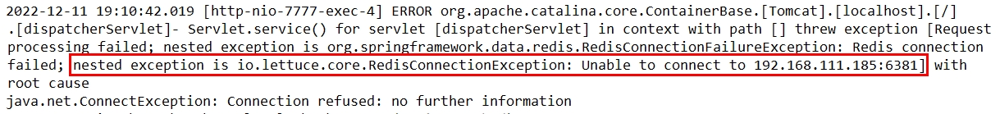 2022-12-11 19:10:42.019 [http-nio-7777-exec-4] ERROR org.apache.catalina.core.ContainerBase.[Tomcat].[localhost].[/]
.[dispatcherServlet]- Servlet.service() for servlet [dispatcherServlet] in context with path [] threw exception [Request
processing failed; nested exception is org.springframework.data.redis.RedisConnectionFailureException: Redis connection
failed; nested exception is io.lettuce.core.RedisConnectionException: Unable to connect to 192.168.111.185:6381] with
root cause
java.net.ConnectException: Connection refused: no further information